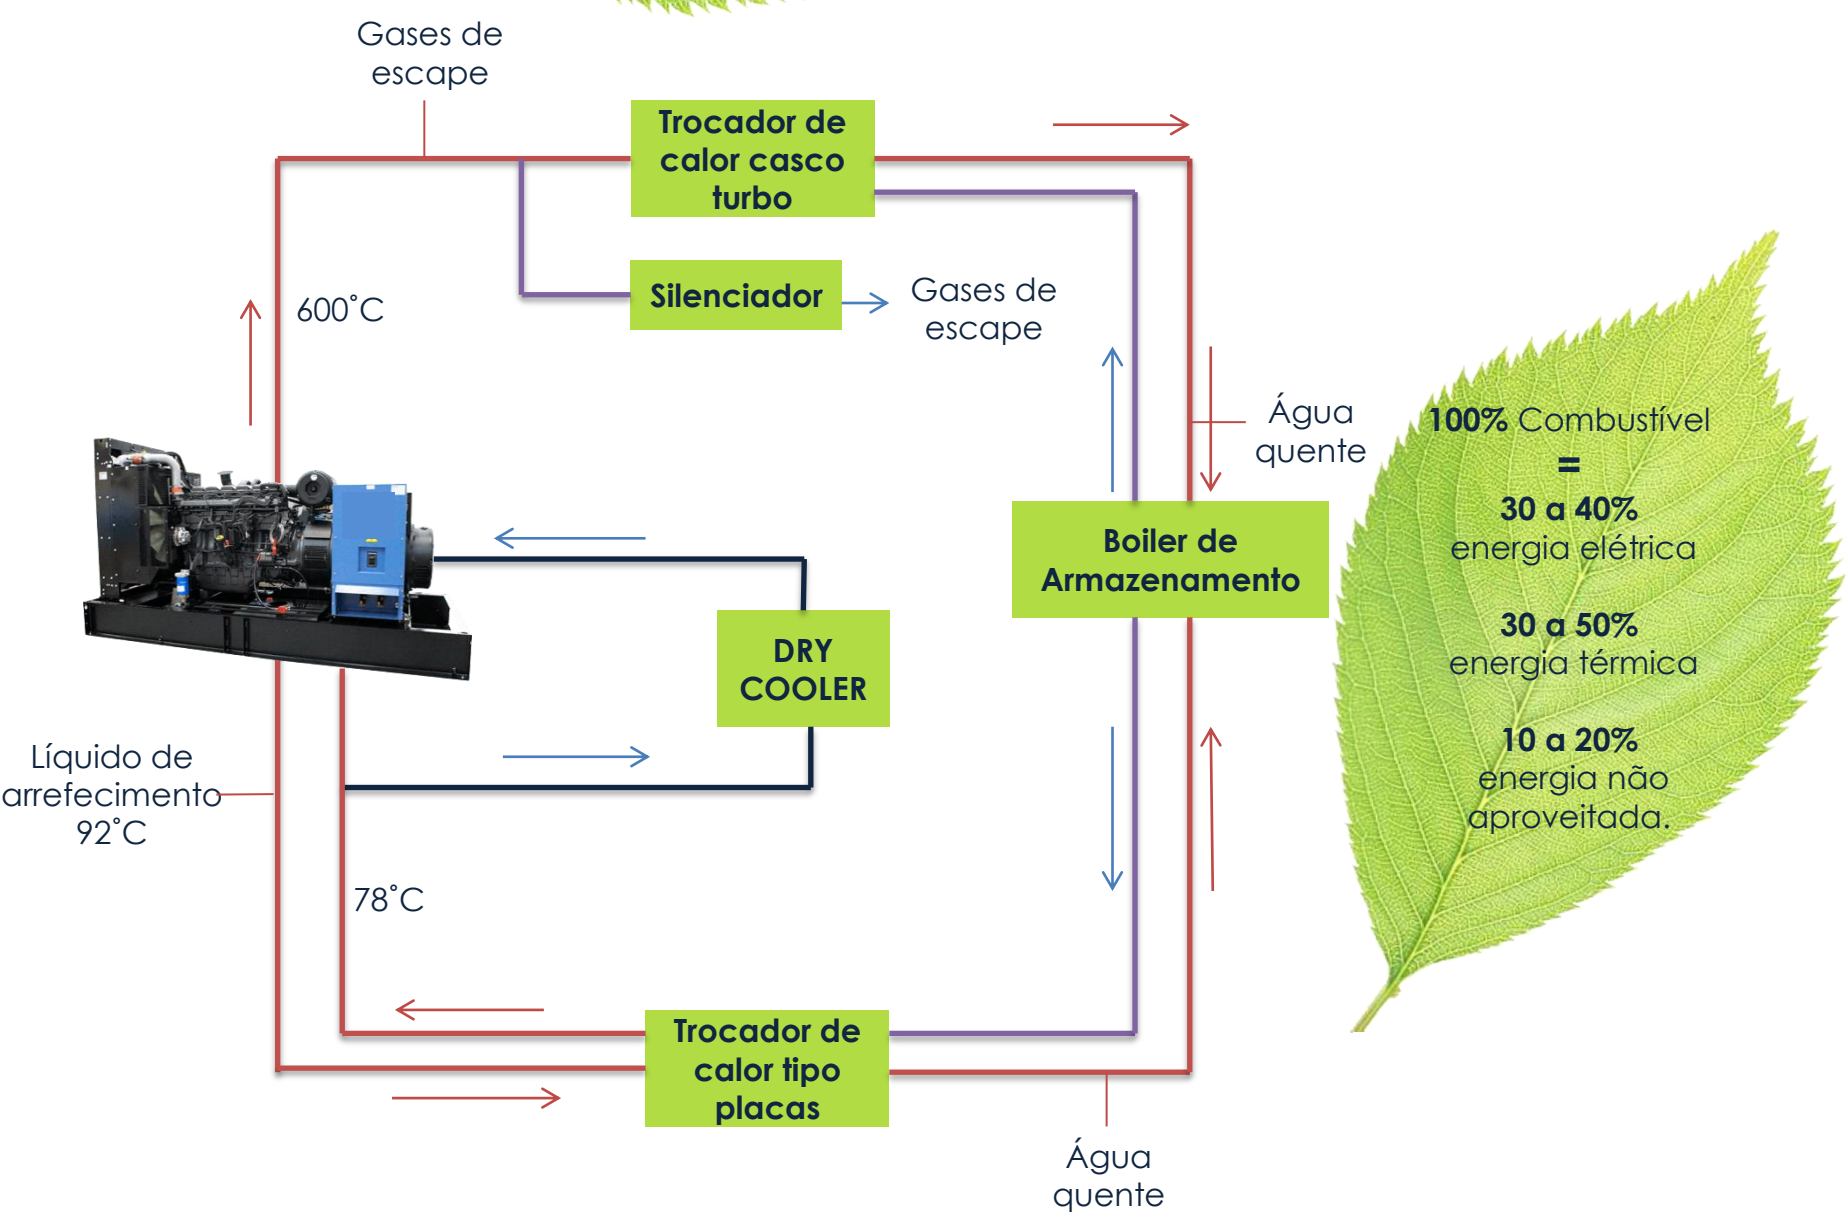 Gases de
escape
Trocador de
calor casco
turbo
Silenciador
Gases de
escape
600˚C
Água
quente
100% Combustível
=
30 a 40%
energia elétrica
30 a 50%
energia térmica
10 a 20%
energia não
aproveitada.
Boiler de
Armazenamento
DRY
COOLER
Líquido de
arrefecimento
92˚C
78˚C
Trocador de
calor tipo
placas
Água
quente